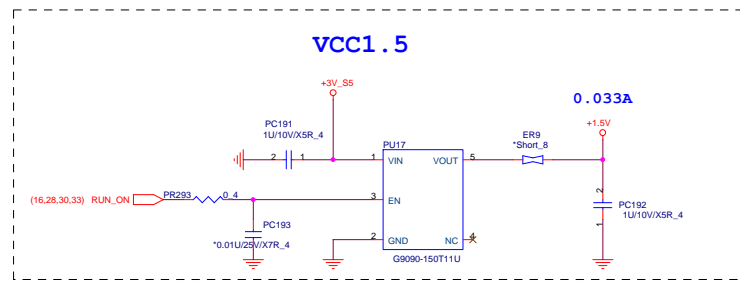 VCC1.5
+3V_S5
0.033A
PC191
1U/10V/X5R_4
2
1
+1.5V
PU17
ER9
*Short_8
1
VIN
VOUT
5
(16,28,30,33) RUN_ON
PR293
0_4
3
EN
2
PC192
1U/10V/X5R_4
1
PC193
*0.01U/25V/X7R_4
2
GND
NC
4
G9090-150T11U